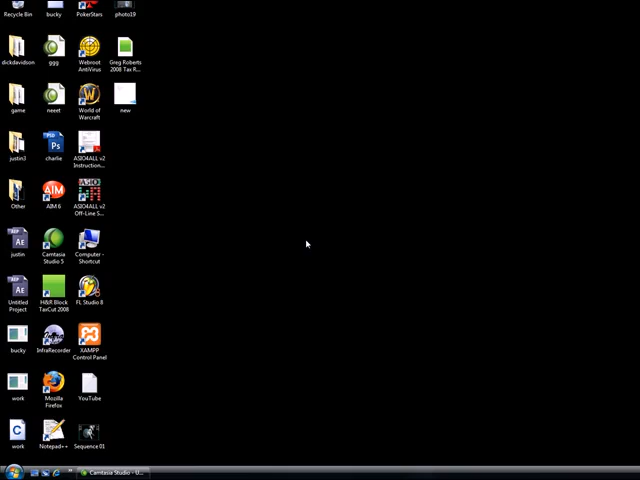 Recycle Bin
bucky
PokerStars
photo19
dickdavidson
999
Webroot
AntiVirus
Greg Roberts
2008 Tax R...
game
neeet
World of
Warcraft
new
justin3
charlie
ASIO4ALL v2
Instruction...
Other
AIM 6
ASIO4ALL v2
Off-Line S...
justin
Camtasia
Studio 5
Computer -
Shortcut
Untitled
Project
H&R Block
TaxCut 2008
FL Studio 8
bucky
InfraRecorder
XAMPP
Control Panel
work
Mozilla
Firefox
YouTube
work
Notepad++
Sequence 01
Camtasia Studio - U...